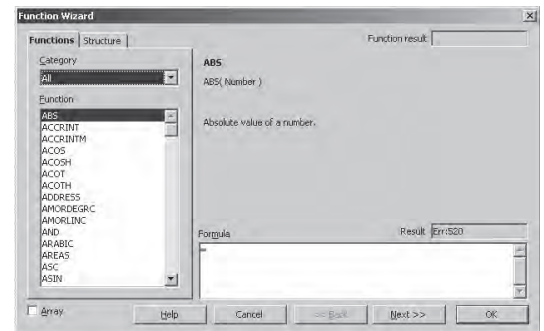 Function Wizard
Functions Structure
Function result
Category
All
Function
ABS
ACCRINT
ACCRINTM
ACOS
ACOSH
ACOT
ACOTH
ADDRESS
AMORDEGRC
AMORLINC
AND
ARABIC
AREAS
ASC
ASIN
ABS
ABS( Number )
Absolute value of a number.
Formula
Result Err:520
=
Array
Help
Cancel
<< Back
Next >>
OK